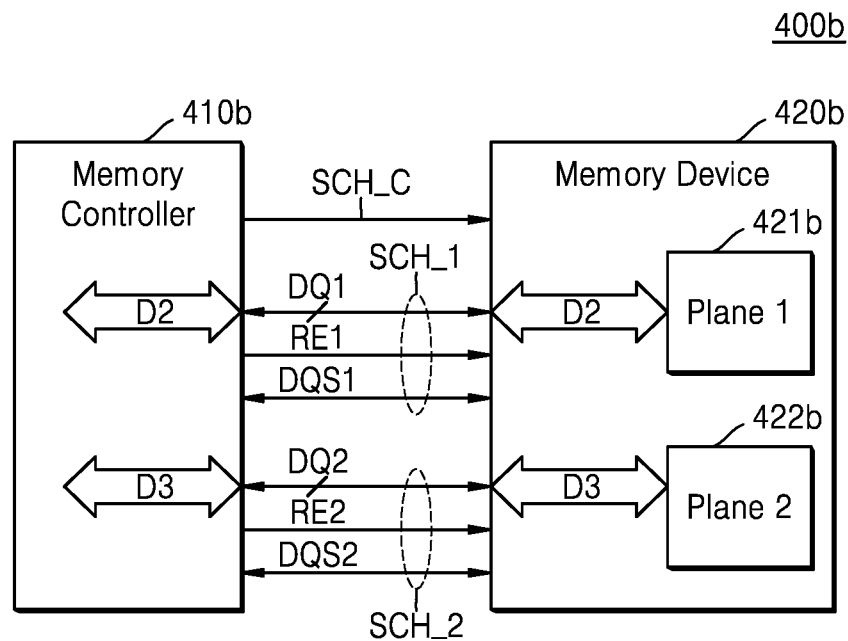 400b
410b
420b
Memory
Controller
SCH_C
Memory Device
421b
SCH_1
D2
DQ1
RE1
DQS1
D2
Plane 1
422b
D3
DQ2
RE2
DQS2
D3
Plane 2
SCH_2